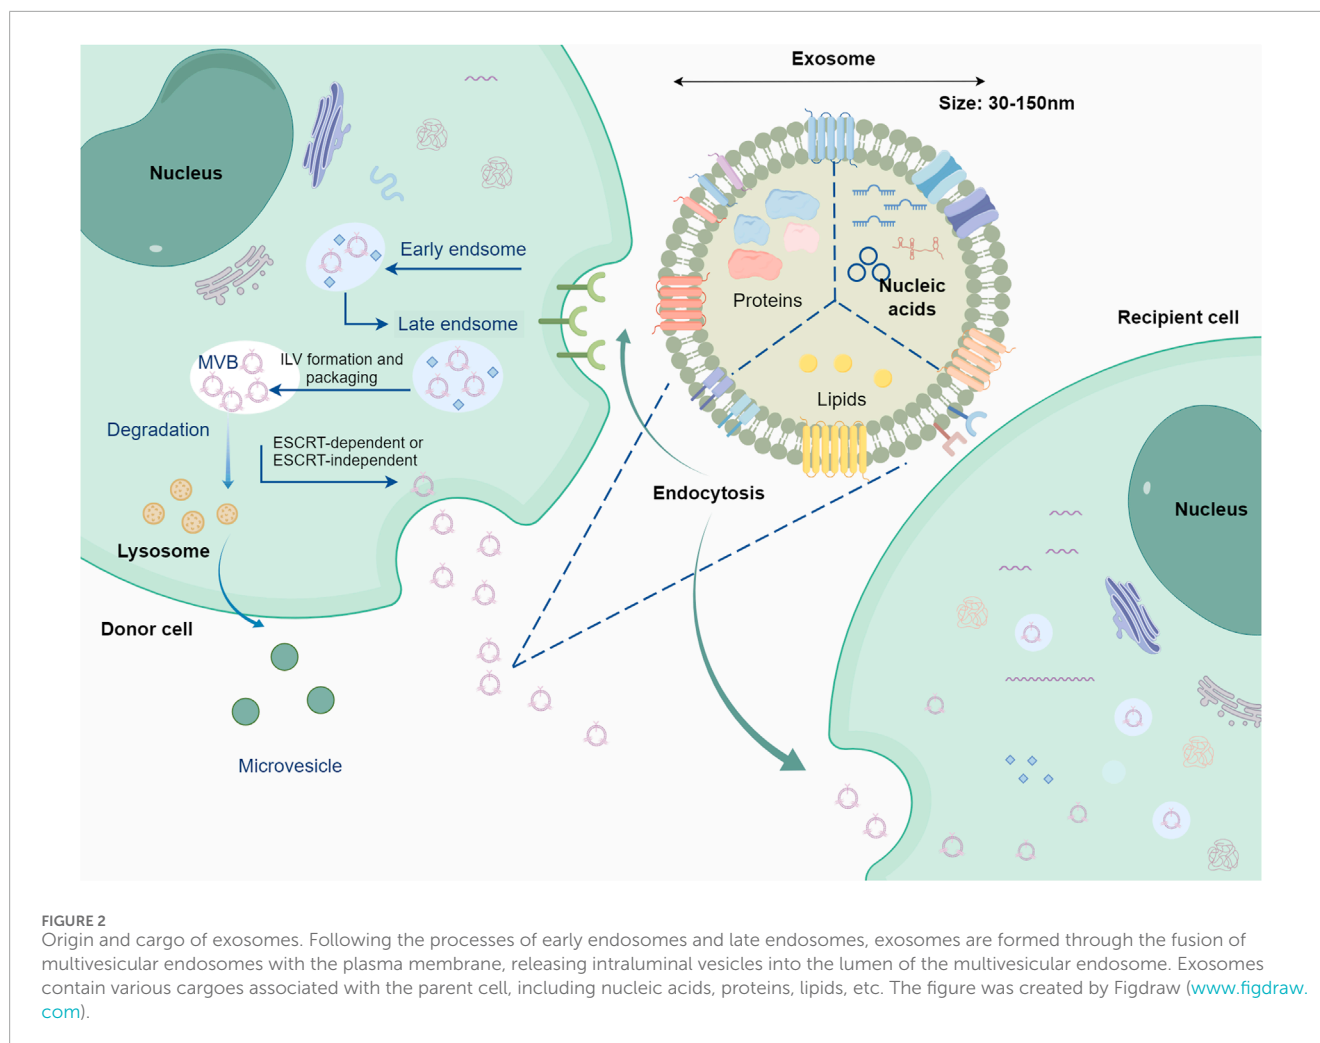 Exosome
Size: 30-150nm
Nucleus
Early endsome
Late endsome
MVB
ILV formation and
packaging
Degradation
ESCRT-dependent or
ESCRT-independent
Lysosome
Donor cell
Microvesicle
Proteins
Nucleic
acids
Lipids
Endocytosis
Recipient cell
Nucleus
FIGURE 2
Origin and cargo of exosomes. Following the processes of early endosomes and late endosomes, exosomes are formed through the fusion of
multivesicular endosomes with the plasma membrane, releasing intraluminal vesicles into the lumen of the multivesicular endosome. Exosomes
contain various cargoes associated with the parent cell, including nucleic acids, proteins, lipids, etc. The figure was created by Figdraw (www.figdraw.
com).